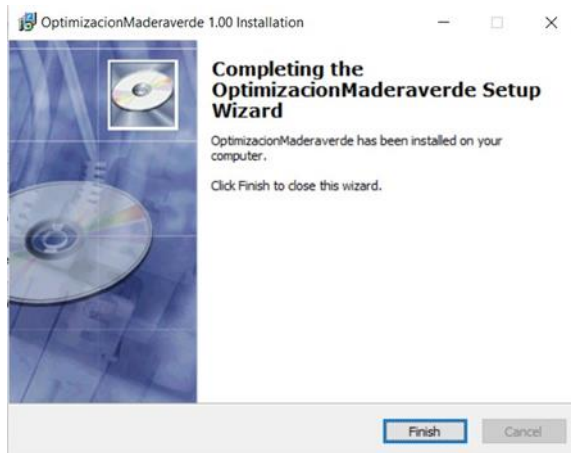 OptimizacionMaderaverde 1.00 Installation
Completing the
OptimizacionMaderaverde Setup
Wizard
OptimizacionMaderaverde has been installed on your
computer.
Click Finish to close this wizard.
Finish
Cancel